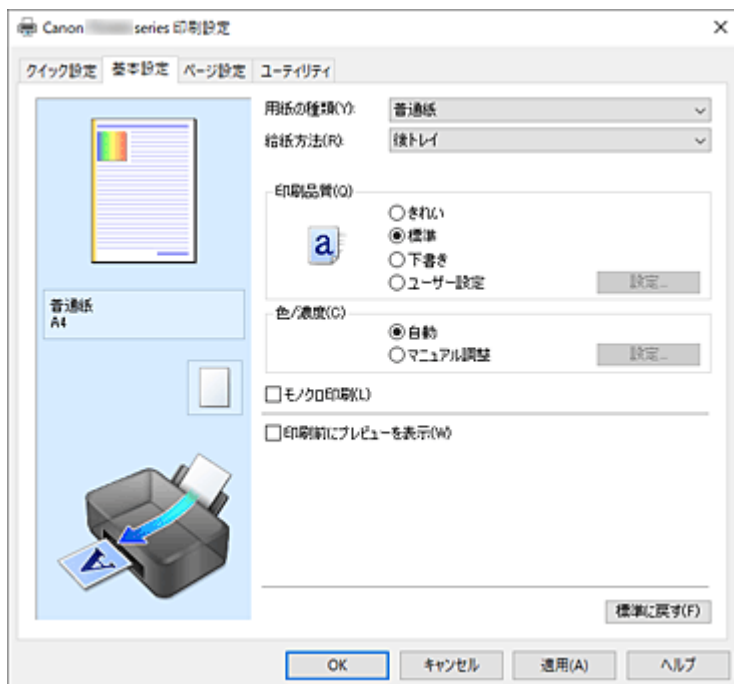 Canon series 印刷設定
クイック設定 基本設定 ページ設定 ユーティリティ
用紙の種類(Y): 普通紙
給紙方法(R): 後トレイ
印刷品質(Q)
a
きれい
標準
下書き
ユーザー設定 設定...
普通紙
A4
色/濃度(C)
自動
マニュアル調整 設定...
モノクロ印刷(L)
印刷前にプレビューを表示(W)
A
標準に戻す(F)
OK キャンセル 適用(A) ヘルプ